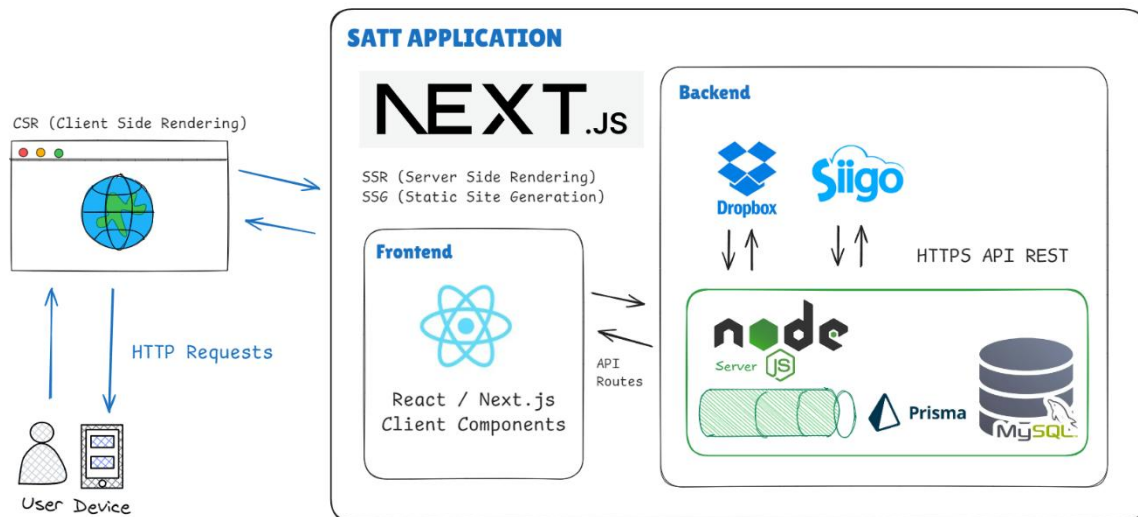 SATT APPLICATION
NEXT.JS
Backend
CSR (Client Side Rendering)
SSR (Server Side Rendering)
SSG (Static Site Generation)
Dropbox
Siigo
Frontend
HTTPS API REST
HTTP Requests
API
Routes
node
Server JS
React / Next.js
Client Components
Prisma
MySQL
User Device